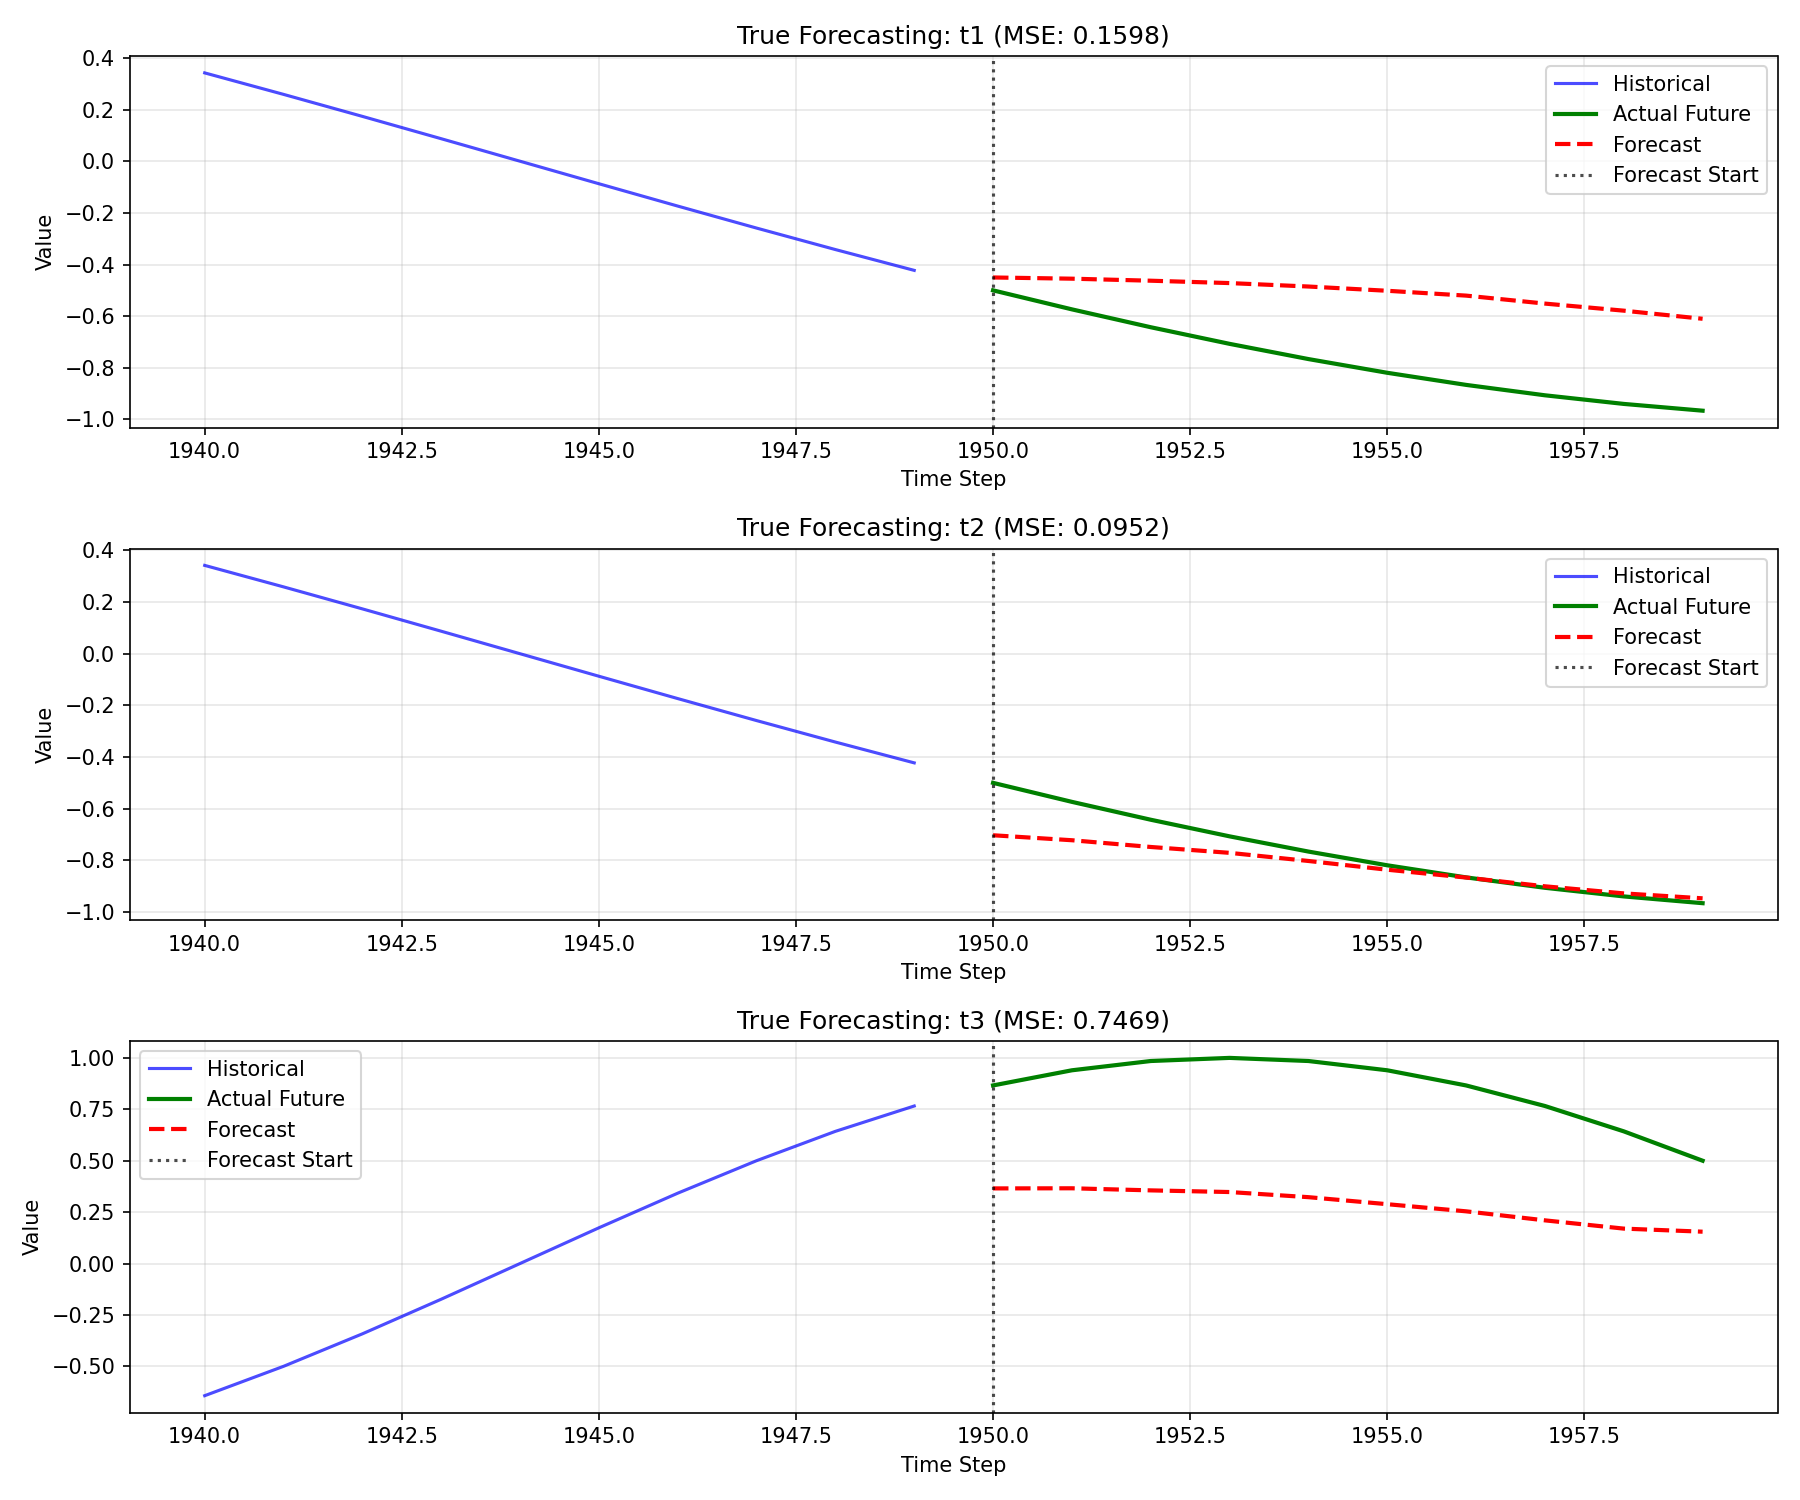 True Forecasting: t1 (MSE: 0.1598)
0.4
0.2
0.0
−0.2
−0.4
−0.6
−0.8
−1.0
Value
Historical
Actual Future
Forecast
Forecast Start
1940.0 1942.5 1945.0 1947.5 1950.0 1952.5 1955.0 1957.5
Time Step
True Forecasting: t2 (MSE: 0.0952)
0.4
0.2
0.0
−0.2
−0.4
−0.6
−0.8
−1.0
Value
Historical
Actual Future
Forecast
Forecast Start
1940.0 1942.5 1945.0 1947.5 1950.0 1952.5 1955.0 1957.5
Time Step
True Forecasting: t3 (MSE: 0.7469)
1.00
0.75
0.50
0.25
0.00
−0.25
−0.50
Value
Historical
Actual Future
Forecast
Forecast Start
1940.0 1942.5 1945.0 1947.5 1950.0 1952.5 1955.0 1957.5
Time Step